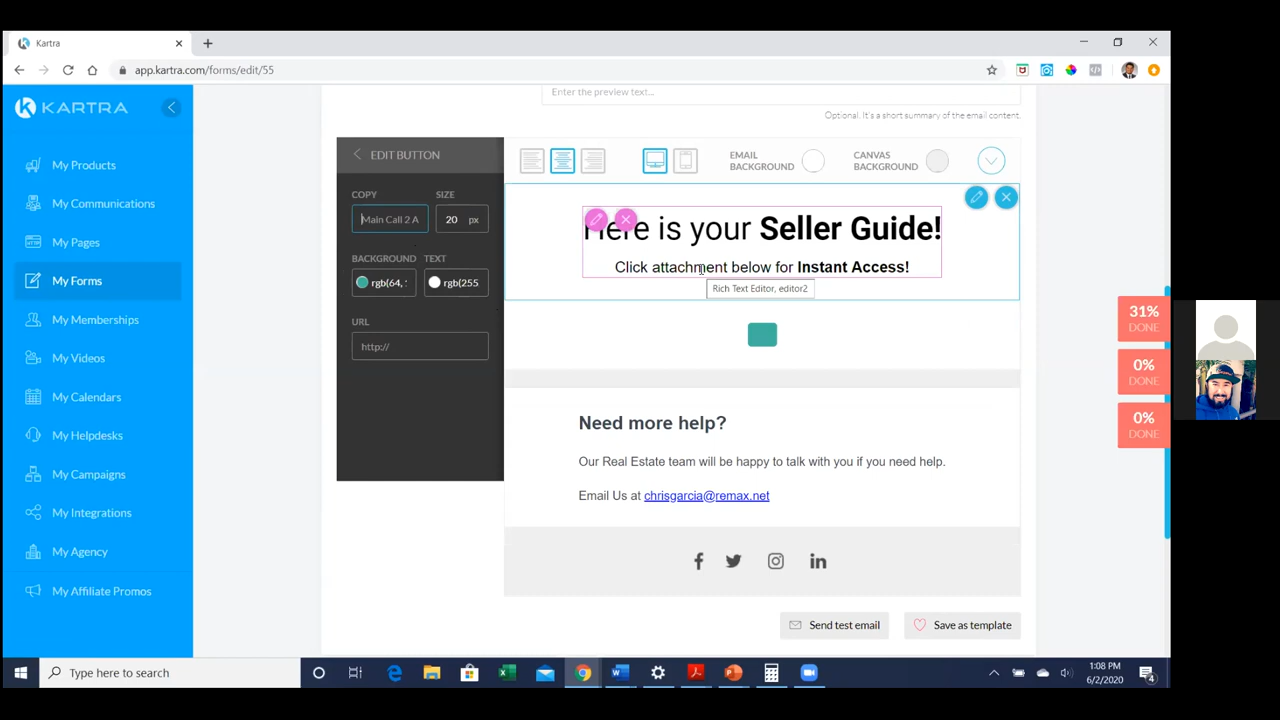 Kartra
app.kartra.com/forms/edit/55
KARTRA
My Products
My Communications
My Pages
My Forms
My Memberships
My Videos
My Calendars
My Helpdesks
My Campaigns
My Integrations
My Agency
My Affiliate Promos
Enter the preview text...
Optional. It's a short summary of the email content.
EDIT BUTTON
COPY
SIZE
Main Call 2 A
20 px
BACKGROUND
TEXT
rgb(64, :
rgb(255,
URL
http://
EMAIL BACKGROUND
CANVAS BACKGROUND
Here is your Seller Guide!
Click attachment below for Instant Access!
Rich Text Editor, editor2
Need more help?
Our Real Estate team will be happy to talk with you if you need help.
Email Us at chrisgarcia@remax.net
Send test email
Save as template
31%
DONE
0%
DONE
0%
DONE
Type here to search
1:08 PM
6/2/2020
4